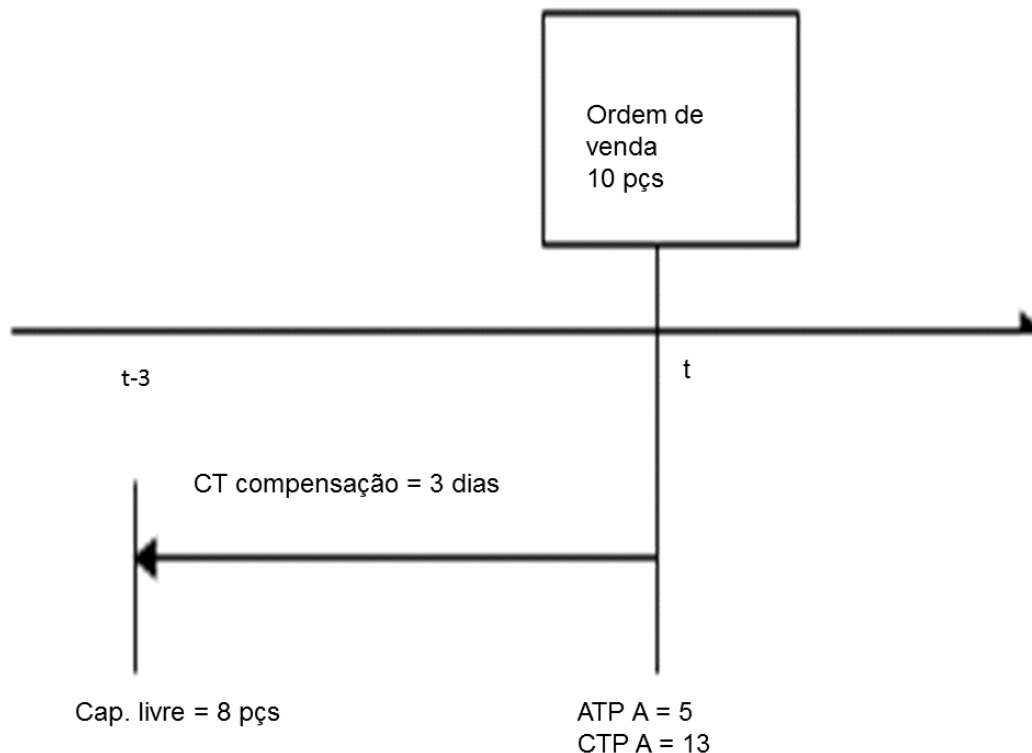 Ordem de
venda
10 pçs
t-3
t
CT compensação = 3 dias
Cap. livre = 8 pçs
ATP A = 5
CTP A = 13